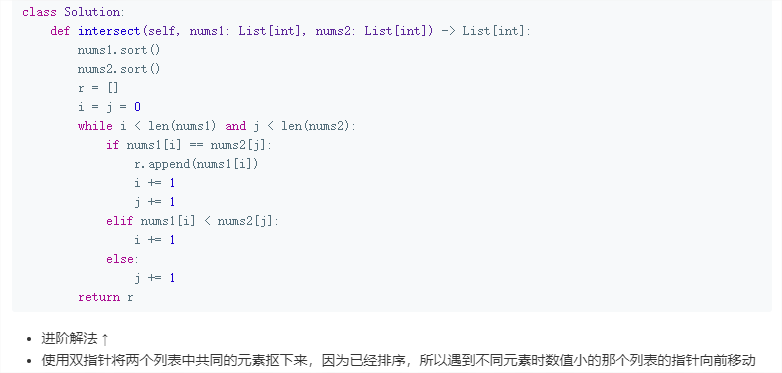 class Solution:
    def intersect(self, nums1: List[int], nums2: List[int]) -> List[int]:
        nums1.sort()
        nums2.sort()
        r = []
        i = j = 0
        while i < len(nums1) and j < len(nums2):
            if nums1[i] == nums2[j]:
                r.append(nums1[i])
                i += 1
                j += 1
            elif nums1[i] < nums2[j]:
                i += 1
            else:
                j += 1
        return r
• 进阶解法 ↑
• 使用双指针将两个列表中共同的元素抠下来，因为已经排序，所以遇到不同元素时数值小的那个列表的指针向前移动